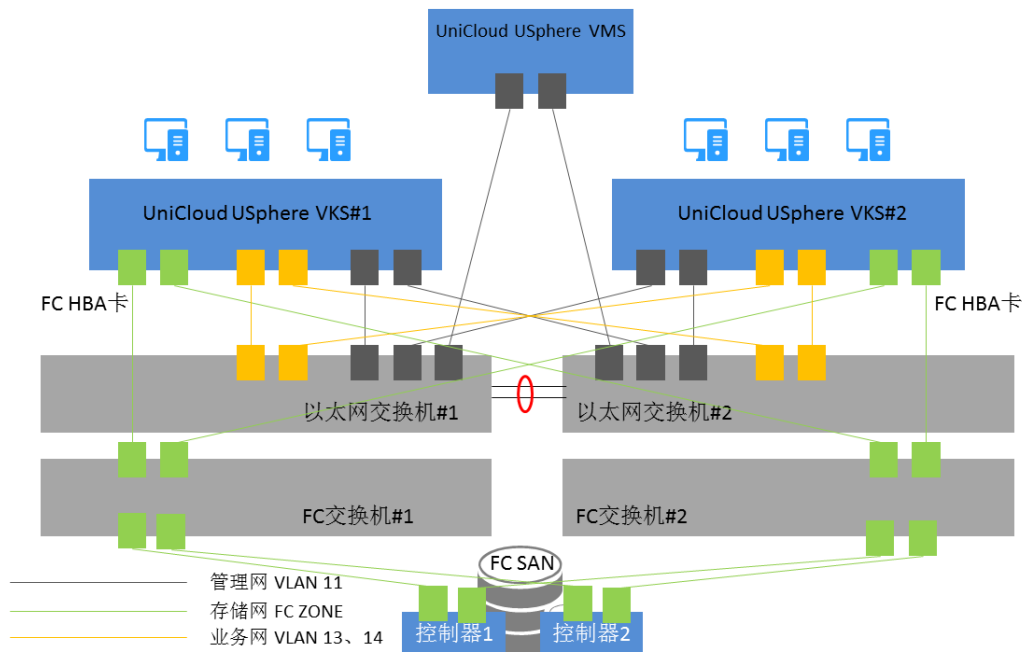 UniCloud USphere VMS
UniCloud USphere VKS#1
UniCloud USphere VKS#2
FC HBA卡
FC HBA卡
以太网交换机#1
以太网交换机#2
FC交换机#1
FC交换机#2
FC SAN
管理网 VLAN 11
存储网 FC ZONE
业务网 VLAN 13、14
控制器1
控制器2